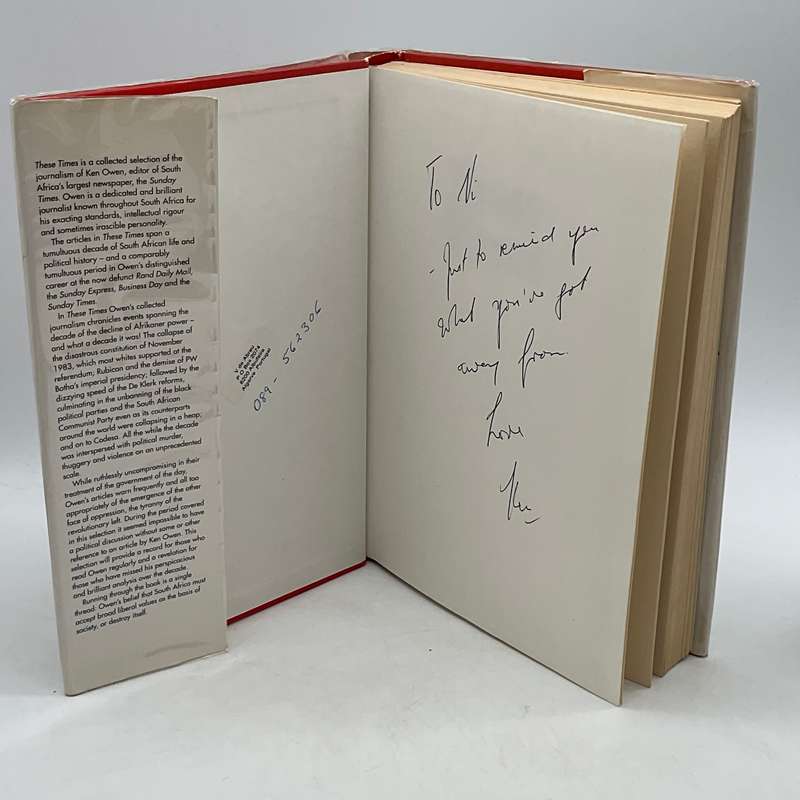 These Times is a collected selection of the
journalism of Ken Owen, editor of South
Africa's largest newspaper, the Sunday
Times. Owen is a dedicated and brilliant
journalist known throughout South Africa for
his exacting standards, intellectual rigour
and sometimes irascible personality.
The articles in These Times span a
tumultuous decade of South African life and
political history – and a comparably
tumultuous period in Owen's distinguished
career at the now defunct Rand Daily Mail,
the Sunday Express, Business Day and the
Sunday Times.
In These Times Owen's collected
journalism chronicles events spanning the
decade of the decline of Afrikaner power –
and what a decade it was! The collapse of
the disastrous constitution of November
1983, which most whites supported at the
referendum; Rubicon and the demise of PW
Botha's imperial presidency; followed by the
dizzying speed of the De Klerk reforms,
culminating in the unbanning of the black
political parties and the South African
Communist Party even as its counterparts
around the world were collapsing in a heap;
and on to Codesa. All the while the decade
was interspersed with political murder,
thuggery and violence on an unprecedented
scale.
While ruthlessly uncompromising in their
treatment of the government of the day,
Owen's articles warn frequently and all too
appropriately of the emergence of the other
face of oppression, the tyranny of the
revolutionary left. During the period covered
in this selection it seemed impossible to have
a political discussion without some or other
reference to an article by Ken Owen. This
selection will provide a record for those who
read Owen regularly and a revelation for
those who have missed his perspicacious
and brilliant analysis over the decade.
Running through the book is a single
thread: Owen's belief that South Africa must
accept broad liberal values as the basis of
society, or destroy itself.
V de Abreu
P O Box 2074
8200 Albufeira
Algarve Portugal
089 - 562306
To Vi
- Just to remind you
what you've got
away from.
Love
Ken